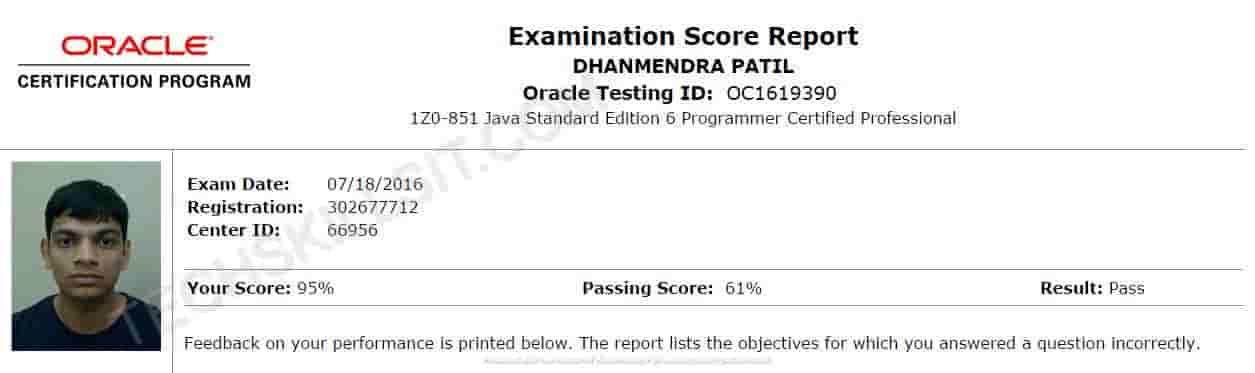 ORACLE
CERTIFICATION PROGRAM
Examination Score Report
DHANMENDRA PATIL
Oracle Testing ID: OC1619390
1Z0-851 Java Standard Edition 6 Programmer Certified Professional
Exam Date: 07/18/2016
Registration: 302677712
Center ID: 66956
Your Score: 95% Passing Score: 61% Result: Pass
Feedback on your performance is printed below. The report lists the objectives for which you answered a question incorrectly.